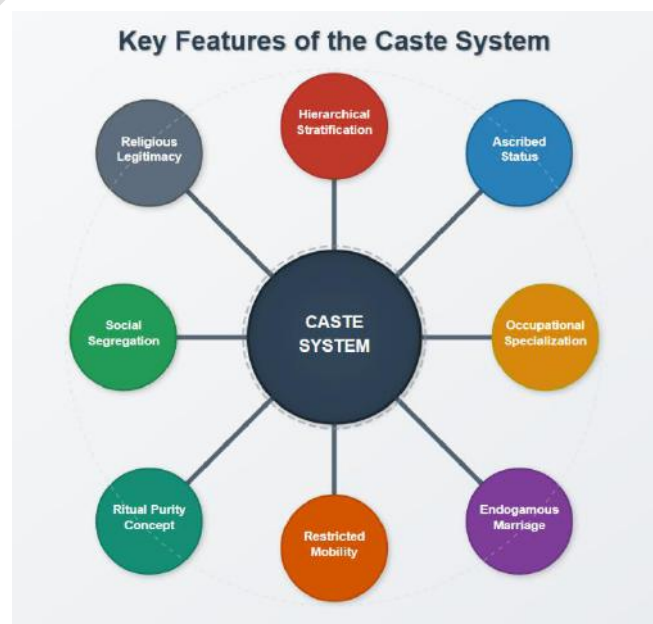 Key Features of the Caste System
Hierarchical
Stratification
Ascribed
Status
Occupational
Specialization
Endogamous
Marriage
Restricted
Mobility
Ritual Purity
Concept
Social
Segregation
Religious
Legitimacy
CASTE
SYSTEM